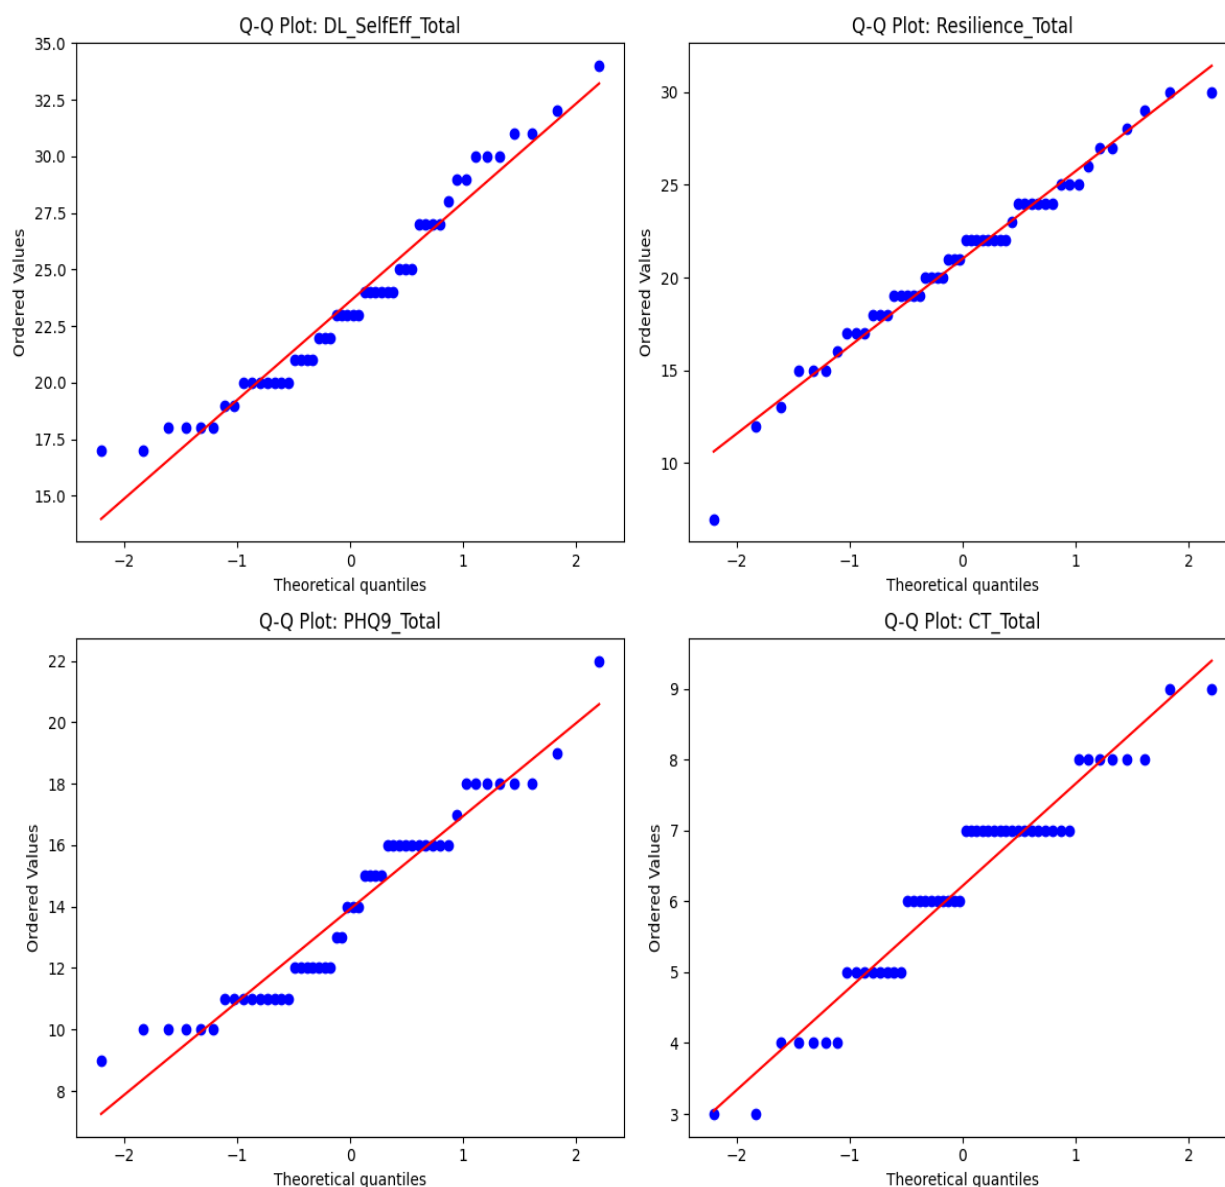 Q-Q Plot: DL_SelfEff_Total
35.0
32.5
30.0
27.5
25.0
22.5
20.0
17.5
15.0
Ordered Values
−2 −1 0 1 2
Theoretical quantiles
Q-Q Plot: Resilience_Total
30
25
20
15
10
Ordered Values
−2 −1 0 1 2
Theoretical quantiles
Q-Q Plot: PHQ9_Total
22
20
18
16
14
12
10
8
Ordered Values
−2 −1 0 1 2
Theoretical quantiles
Q-Q Plot: CT_Total
9
8
7
6
5
4
3
Ordered Values
−2 −1 0 1 2
Theoretical quantiles